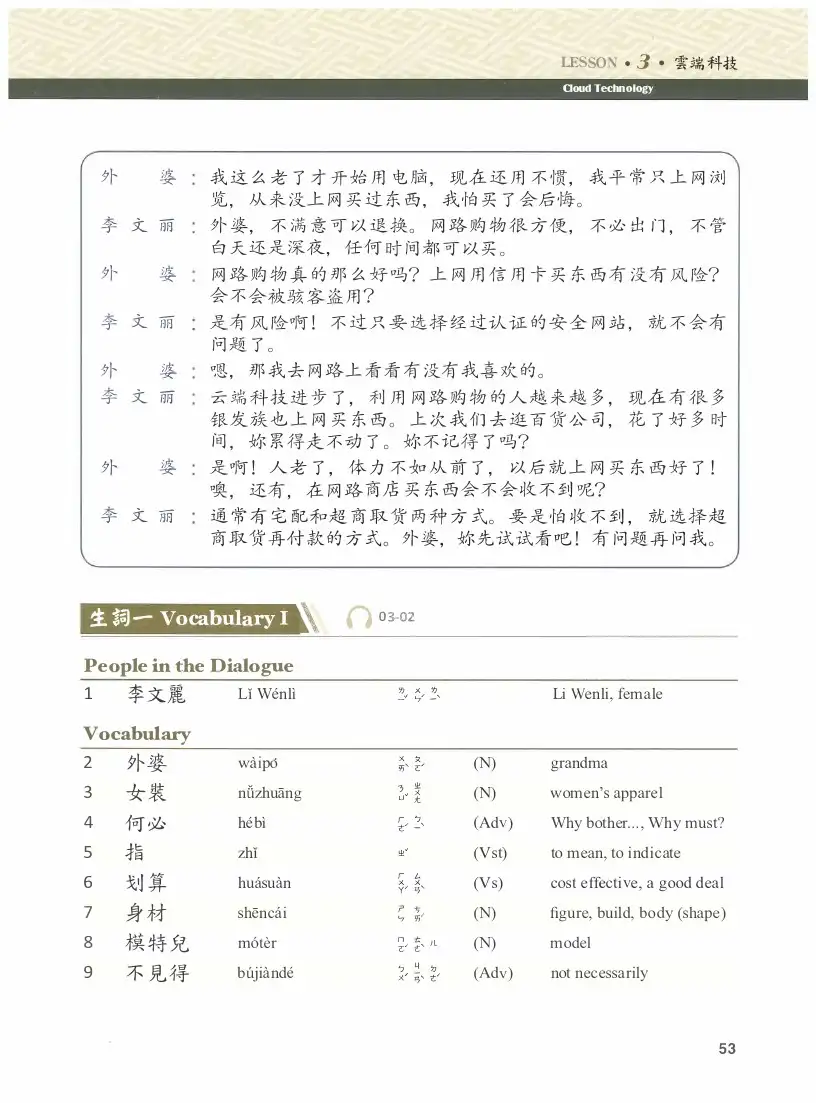 LESSON • 3 • 雲端科技
Cloud Technology
外　婆：我这么老了才开始用电脑，现在还用不惯，我平常只上网浏
览，从来没上网买过东西，我怕买了会后悔。
李文丽：外婆，不满意可以退换。网路购物很方便，不必出门，不管
白天还是深夜，任何时间都可以买。
外　婆：网路购物真的那么好吗？上网用信用卡买东西有没有风险？
会不会被骇客盗用？
李文丽：是有风险啊！不过只要选择经过认证的安全网站，就不会有
问题了。
外　婆：嗯，那我去网路上看看有没有我喜欢的。
李文丽：云端科技进步了，利用网路购物的人越来越多，现在有很多
银发族也上网买东西。上次我们去逛百货公司，花了好多时
间，妳累得走不动了。妳不记得了吗？
外　婆：是啊！人老了，体力不如从前了，以后就上网买东西好了！
噢，还有，在网路商店买东西会不会收不到呢？
李文丽：通常有宅配和超商取货两种方式。要是怕收不到，就选择超
商取货再付款的方式。外婆，妳先试试看吧！有问题再问我。
生詞一 Vocabulary I 03-02
People in the Dialogue
1 李文麗 Lǐ Wénlì ㄌㄧˇ ㄨㄣˊ ㄌㄧˋ Li Wenli, female
Vocabulary
2 外婆 wàipó ㄨㄞˋ ㄆㄛˊ (N) grandma
3 女裝 nǚzhuāng ㄋㄩˇ ㄓㄨㄤ (N) women's apparel
4 何必 hébì ㄏㄜˊ ㄅㄧˋ (Adv) Why bother..., Why must?
5 指 zhǐ ㄓˇ (Vst) to mean, to indicate
6 划算 huásuàn ㄏㄨㄚˊ ㄙㄨㄢˋ (Vs) cost effective, a good deal
7 身材 shēncái ㄕㄣ ㄘㄞˊ (N) figure, build, body (shape)
8 模特兒 mótèr ㄇㄛˊ ㄊㄜˋ ㄦ (N) model
9 不見得 bújiàndé ㄅㄨˊ ㄐㄧㄢˋ ㄉㄜˊ (Adv) not necessarily
53